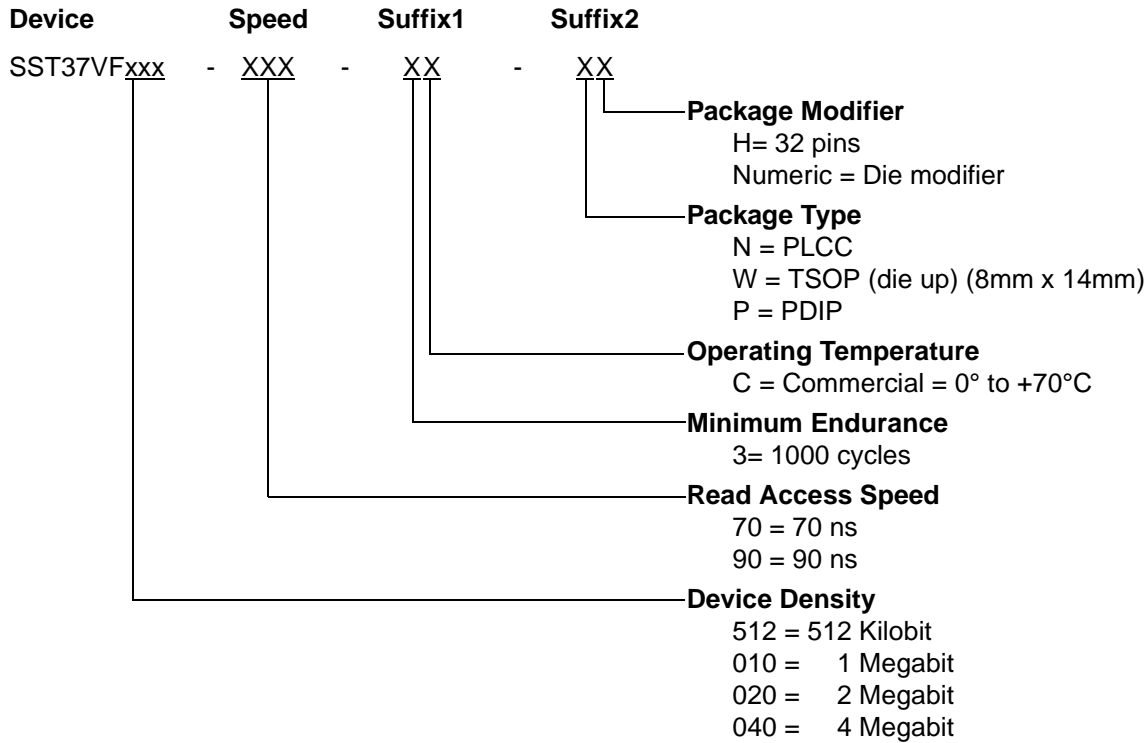 Device Speed Suffix1 Suffix2
SST37VFxxx - XXX - XX - XX
Package Modifier
H= 32 pins
Numeric = Die modifier
Package Type
N = PLCC
W = TSOP (die up) (8mm x 14mm)
P = PDIP
Operating Temperature
C = Commercial = 0° to +70°C
Minimum Endurance
3= 1000 cycles
Read Access Speed
70 = 70 ns
90 = 90 ns
Device Density
512 = 512 Kilobit
010 = 1 Megabit
020 = 2 Megabit
040 = 4 Megabit